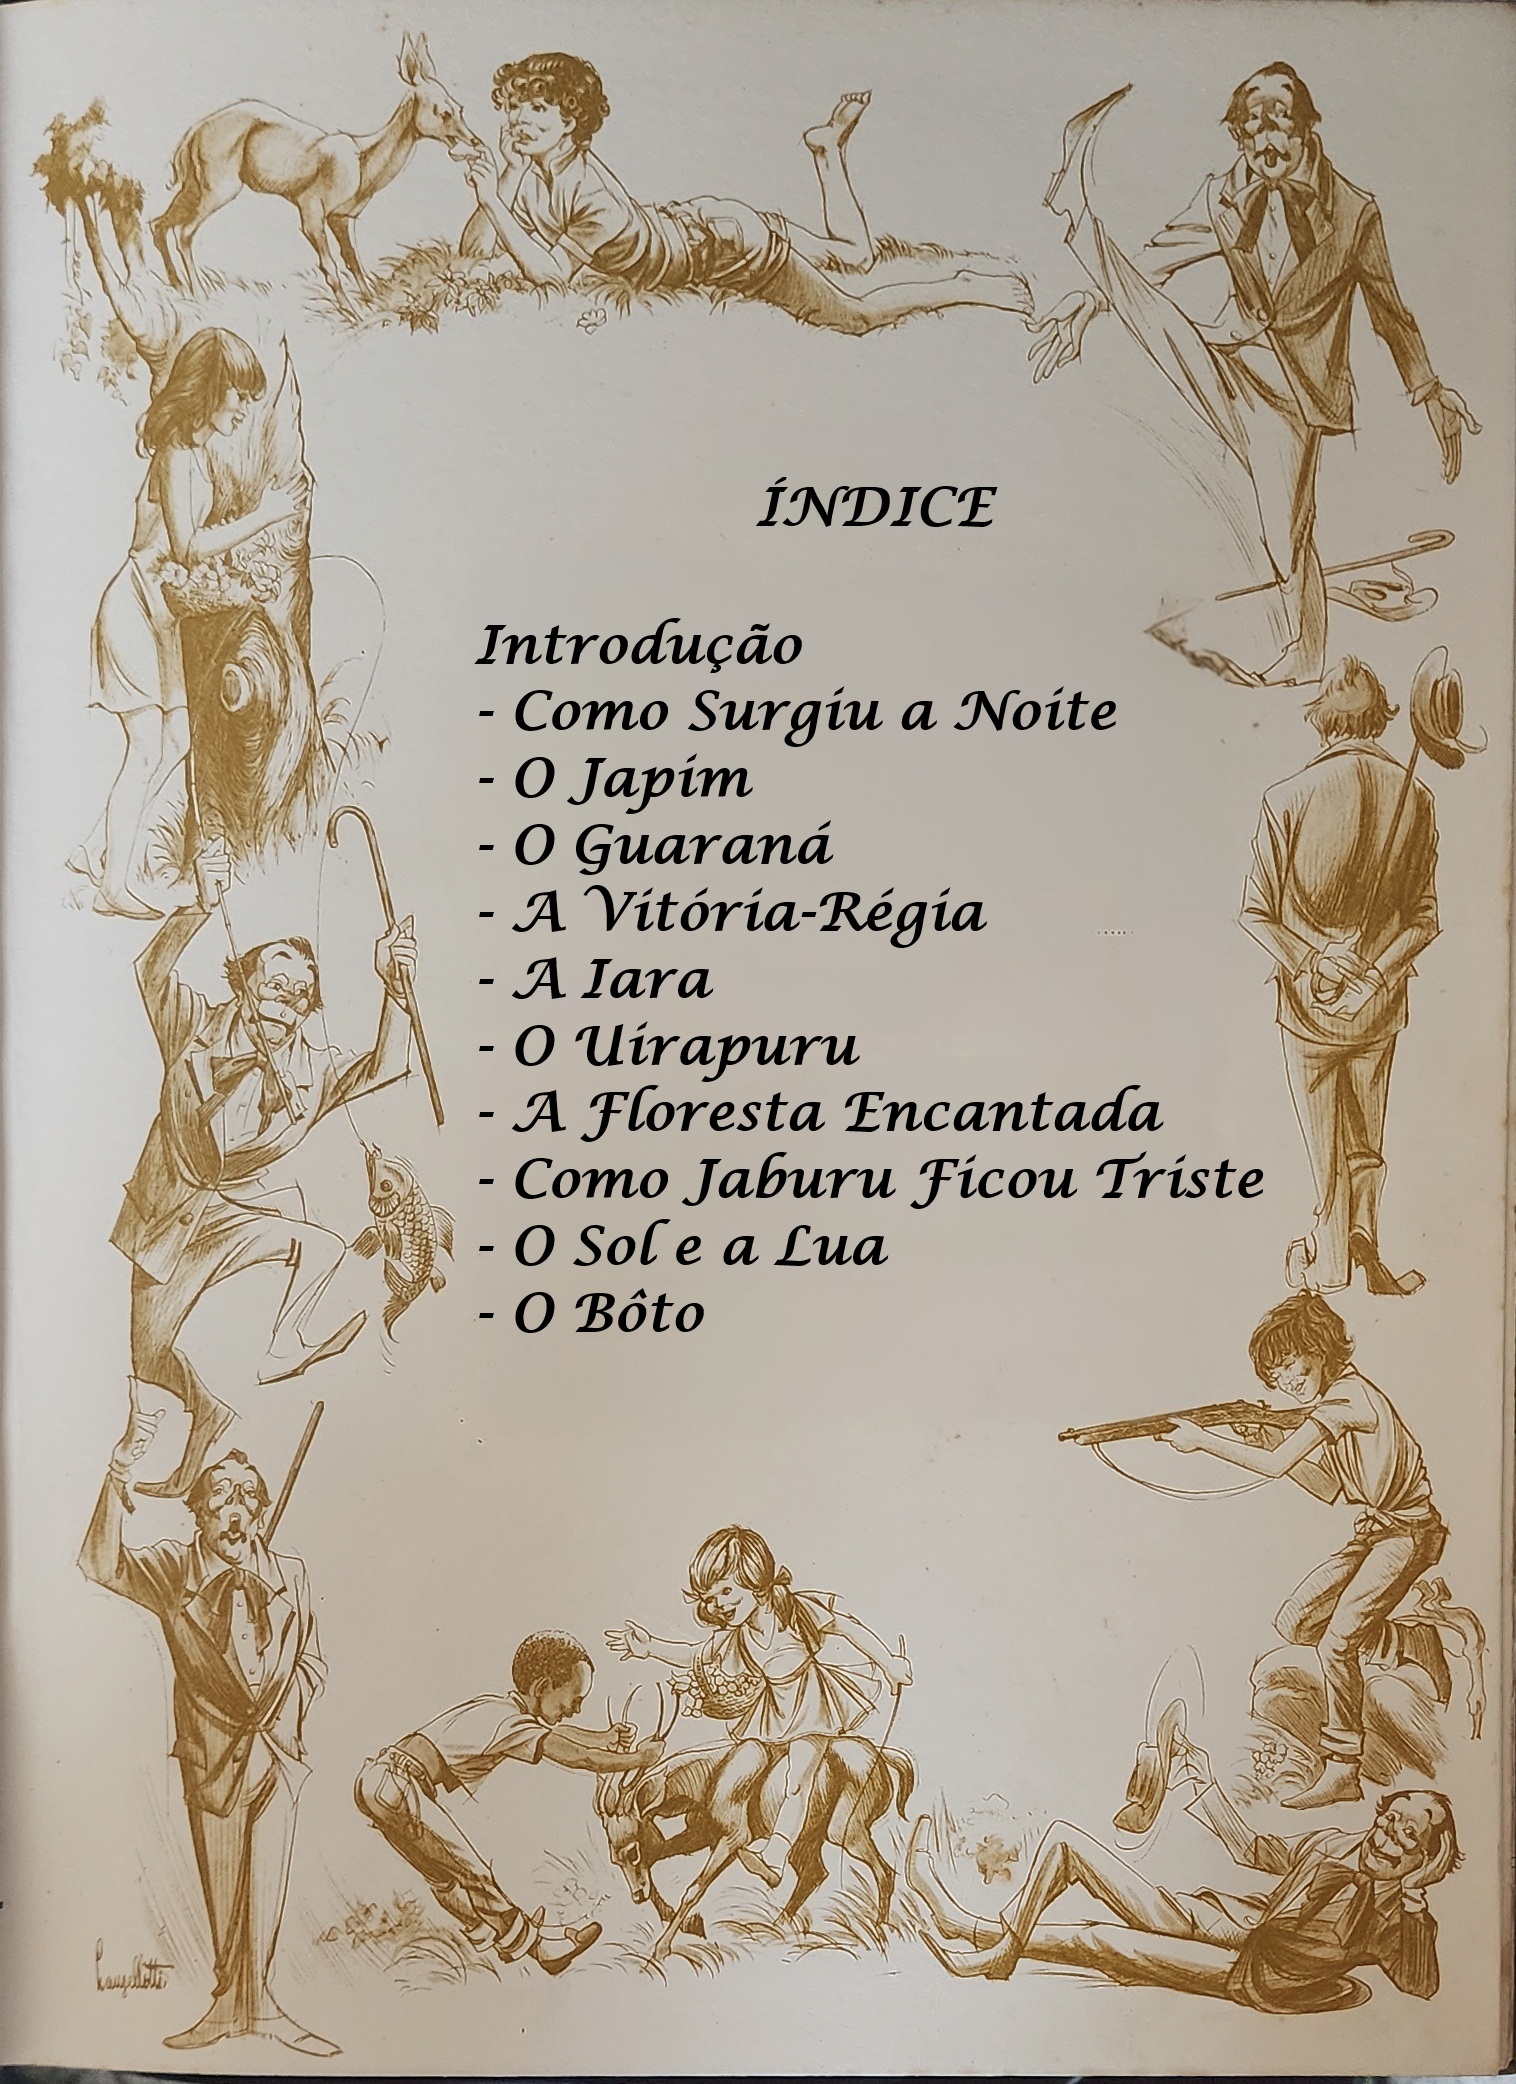 ÍNDICE
Introdução
- Como Surgiu a Noite
- O Japim
- O Guaraná
- A Vitória-Régia
- A Iara
- O Uirapuru
- A Floresta Encantada
- Como Jaburu Ficou Triste
- O Sol e a Lua
- O Bôto